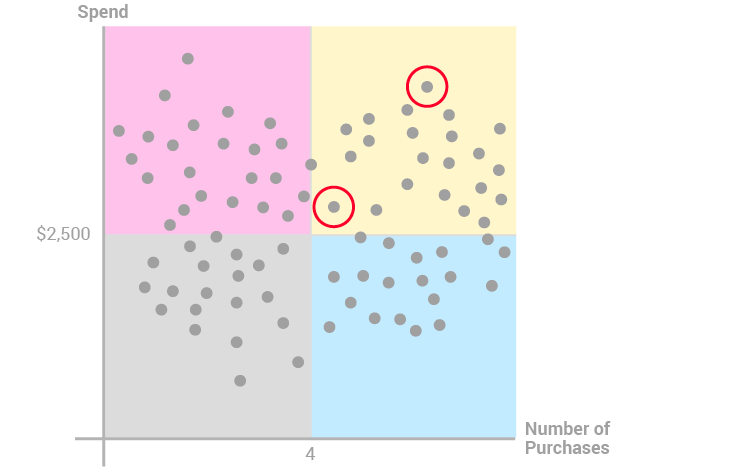 Spend
$2,500
4
Number of
Purchases